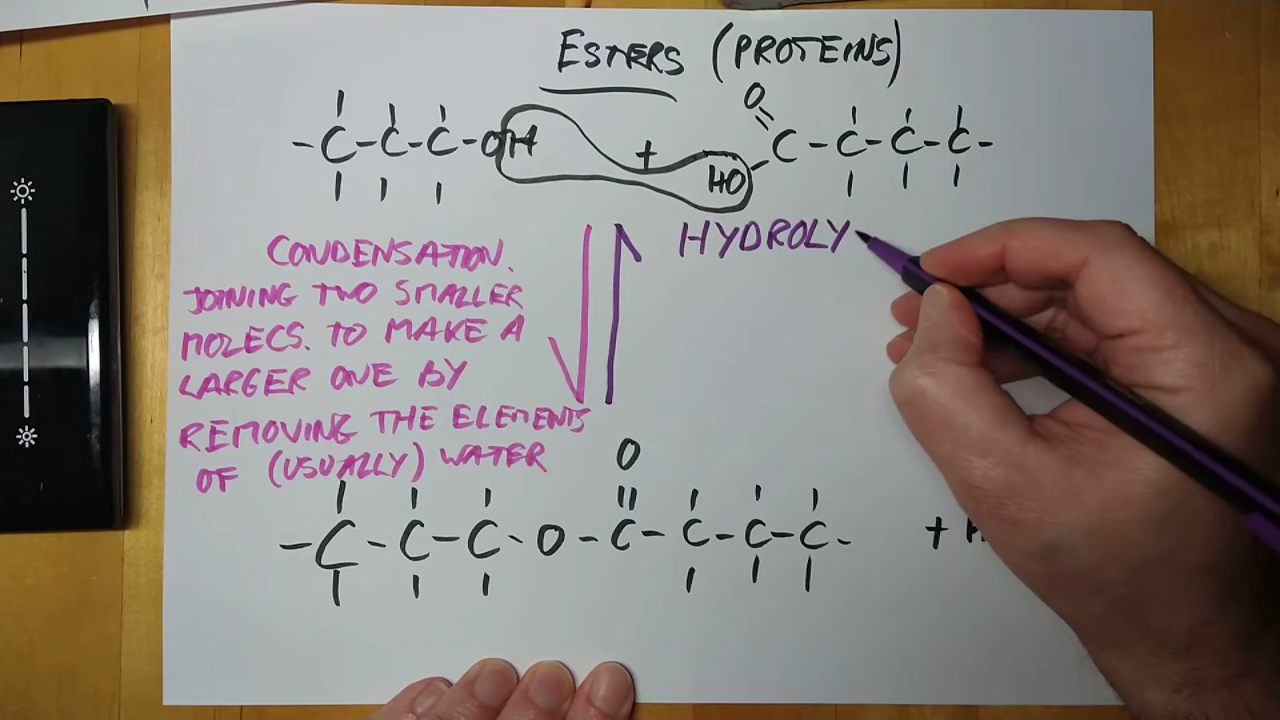 ESTERS (PROTEINS)
O
-C-C-C-OH + HO C-C-C-C-
HYDROLY
CONDENSATION.
JOINING TWO SMALLER
MOLECS. TO MAKE A
LARGER ONE BY
REMOVING THE ELEMENTS
OF (USUALLY) WATER
O
-C-C-C-O-C-C-C-C- +